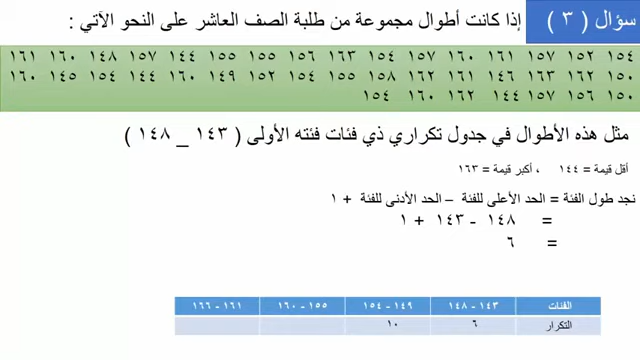 سؤال ( ٣ ) إذا كانت أطوال مجموعة من طلبة الصف العاشر على النحو الآتي :
١٥٤ ١٥٢ ١٥٧ ١٦١ ١٦٠ ١٥٧ ١٥٤ ١٦٣ ١٥٦ ١٥٥ ١٥٥ ١٤٤ ١٥٧ ١٤٨ ١٦٠ ١٦١
١٥٠ ١٦٢ ١٦٣ ١٤٦ ١٦١ ١٦٢ ١٥٨ ١٥٥ ١٥٤ ١٥٢ ١٤٩ ١٦٠ ١٤٤ ١٥٤ ١٤٥ ١٦٠
١٥٠ ١٥٦ ١٥٧ ١٤٤ ١٦٢ ١٦٠ ١٥٤
مثل هذه الأطوال في جدول تكراري ذي فئات فئته الأولى ( ١٤٣ _ ١٤٨ )
أقل قيمة = ١٤٤ ، أكبر قيمة = ١٦٣
نجد طول الفئة = الحد الأعلى للفئة – الحد الأدنى للفئة + ١
= ١٤٨ - ١٤٣ + ١
= ٦
الفئات ١٤٣ - ١٤٨ ١٤٩ - ١٥٤ ١٥٥ - ١٦٠ ١٦١ - ١٦٦
التكرار ٦ ١٠